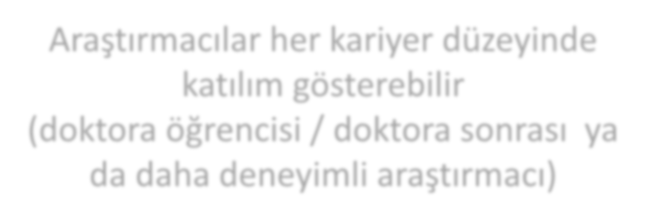 Araştırmacılar her kariyer düzeyinde
katılım gösterebilir
(doktora öğrencisi / doktora sonrası  ya
da daha deneyimli araştırmacı)